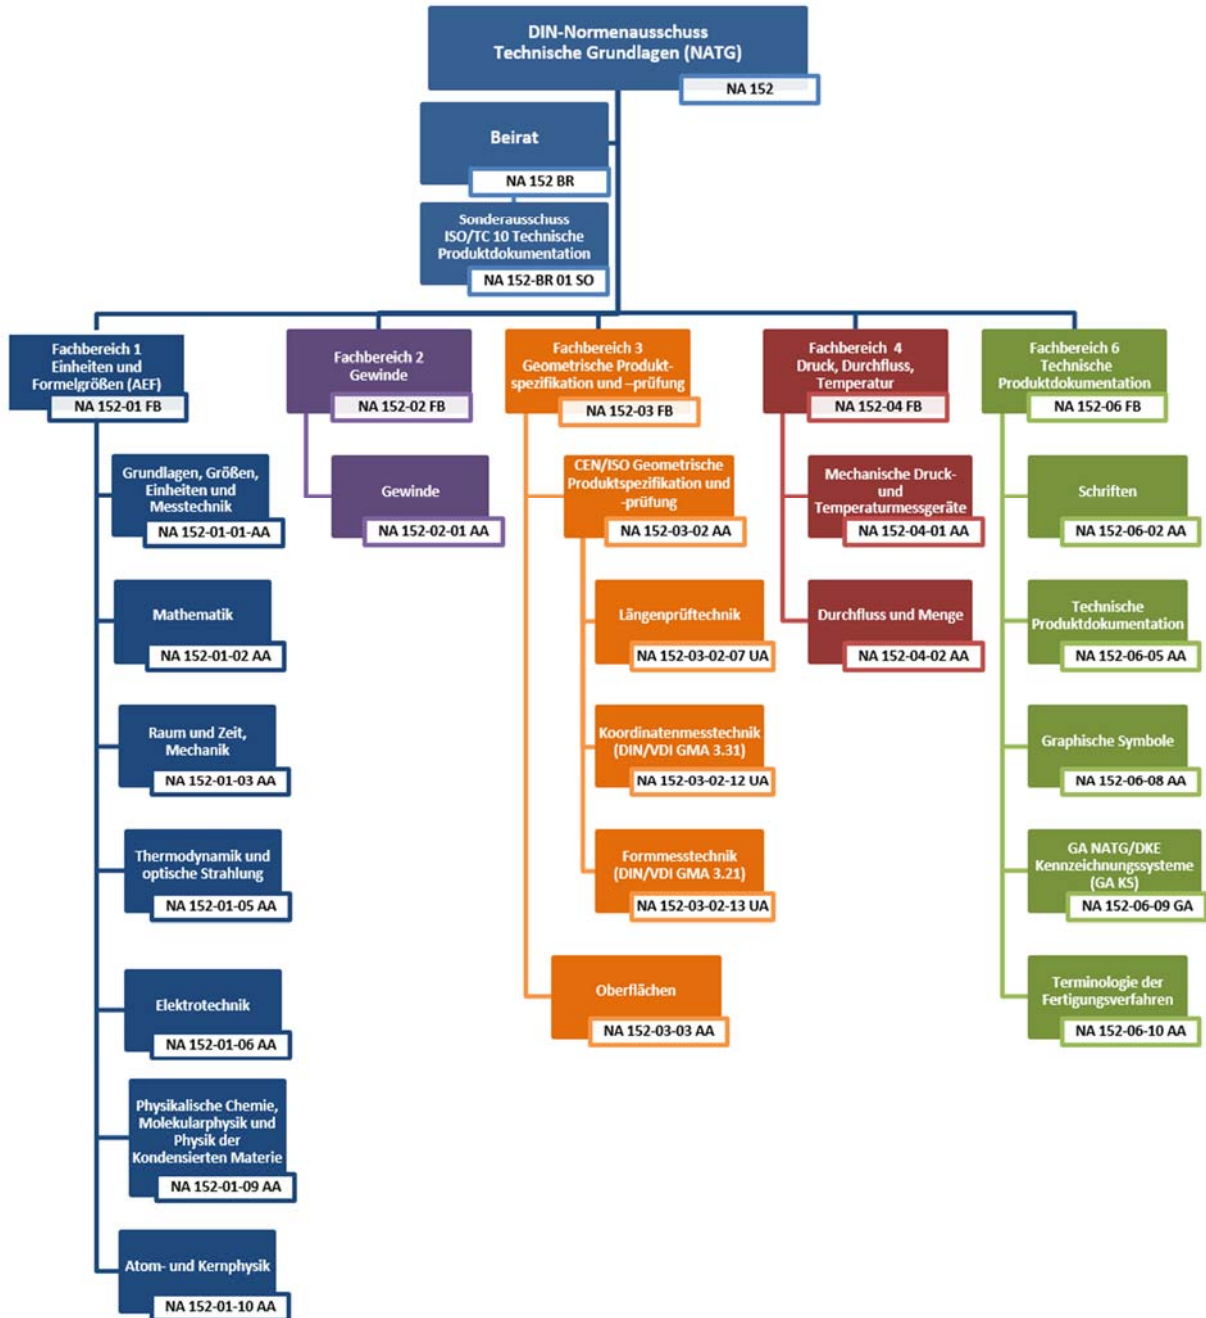 DIN-Normenausschuss
Technische Grundlagen (NATG)
NA 152
Beirat
NA 152 BR
Sonderausschuss
ISO/TC 10 Technische
Produktdokumentation
NA 152-BR 01 SO
Fachbereich 1
Einheiten und
Formelgrößen (AEF)
NA 152-01 FB
Grundlagen, Größen,
Einheiten und
Messtechnik
NA 152-01-01-AA
Mathematik
NA 152-01-02 AA
Raum und Zeit,
Mechanik
NA 152-01-03 AA
Thermodynamik und
optische Strahlung
NA 152-01-05 AA
Elektrotechnik
NA 152-01-06 AA
Physikalische Chemie,
Molekularphysik und
Physik der
Kondensierten Materie
NA 152-01-09 AA
Atom- und Kernphysik
NA 152-01-10 AA
Fachbereich 2
Gewinde
NA 152-02 FB
Gewinde
NA 152-02-01 AA
Fachbereich 3
Geometrische Produkt-
spezifikation und –prüfung
NA 152-03 FB
CEN/ISO Geometrische
Produktspezifikation und
-prüfung
NA 152-03-02 AA
Längenprüftechnik
NA 152-03-02-07 UA
Koordinatenmesstechnik
(DIN/VDI GMA 3.31)
NA 152-03-02-12 UA
Formmesstechnik
(DIN/VDI GMA 3.21)
NA 152-03-02-13 UA
Oberflächen
NA 152-03-03 AA
Fachbereich 4
Druck, Durchfluss,
Temperatur
NA 152-04 FB
Mechanische Druck-
und
Temperaturmessgeräte
NA 152-04-01 AA
Durchfluss und Menge
NA 152-04-02 AA
Fachbereich 6
Technische
Produktdokumentation
NA 152-06 FB
Schriften
NA 152-06-02 AA
Technische
Produktdokumentation
NA 152-06-05 AA
Graphische Symbole
NA 152-06-08 AA
GA NATG/DKE
Kennzeichnungssysteme
(GA KS)
NA 152-06-09 GA
Terminologie der
Fertigungsverfahren
NA 152-06-10 AA